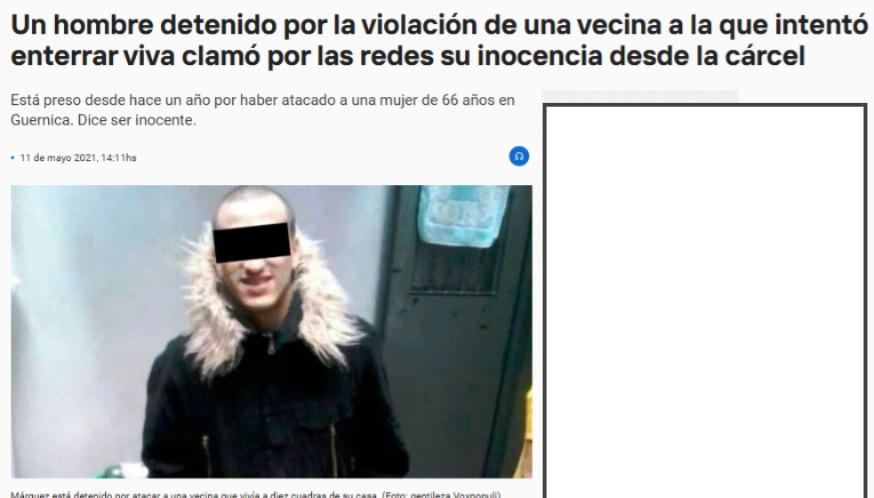 Un hombre detenido por la violación de una vecina a la que intentó
enterrar viva clamó por las redes su inocencia desde la cárcel
Está preso desde hace un año por haber atacado a una mujer de 66 años en
Guernica. Dice ser inocente.
• 11 de mayo 2021, 14:11hs
Márquez está detenido por atacar a una vecina que vivía a diez cuadras de su casa. (Foto: gentileza Voxpopuli)